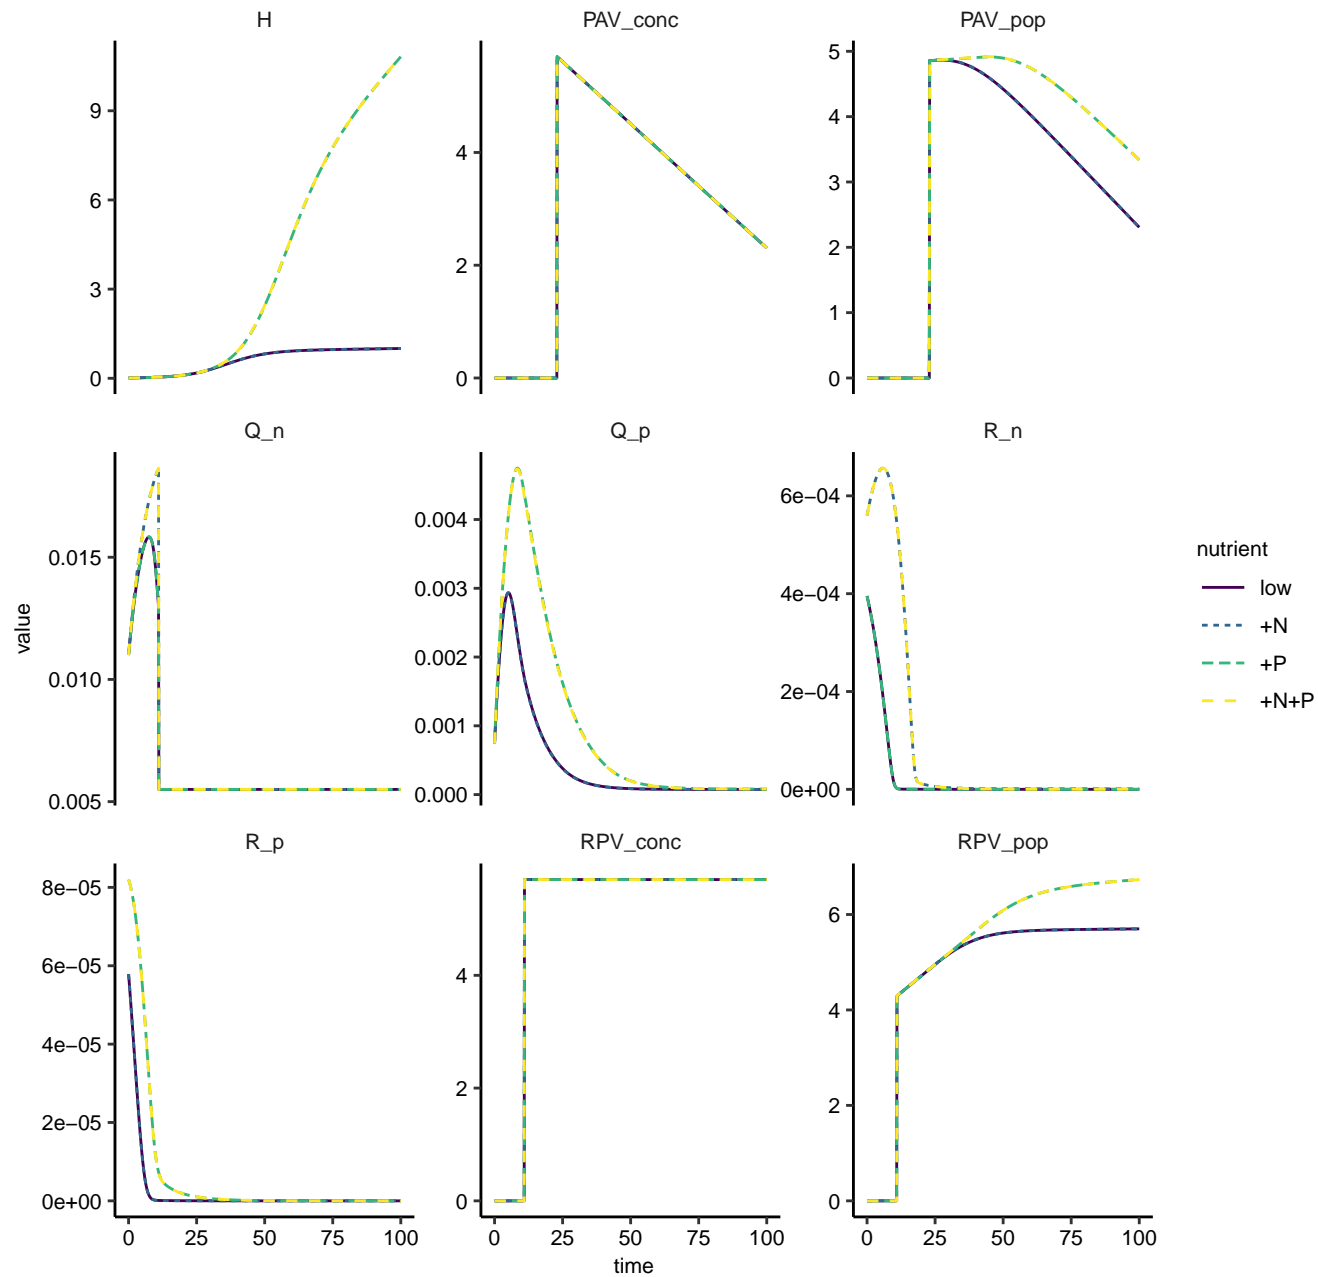 H
PAV_conc
PAV_pop
9
6
3
0
4
2
0
5
4
3
2
1
0
Q_n
Q_p
R_n
0.015
0.010
0.005
0.004
0.003
0.002
0.001
0.000
6e−04
4e−04
2e−04
0e+00
value
nutrient
low
+N
+P
+N+P
R_p
RPV_conc
RPV_pop
8e−05
6e−05
4e−05
2e−05
0e+00
4
2
0
6
4
2
0
0 25 50 75 100
0 25 50 75 100
0 25 50 75 100
time